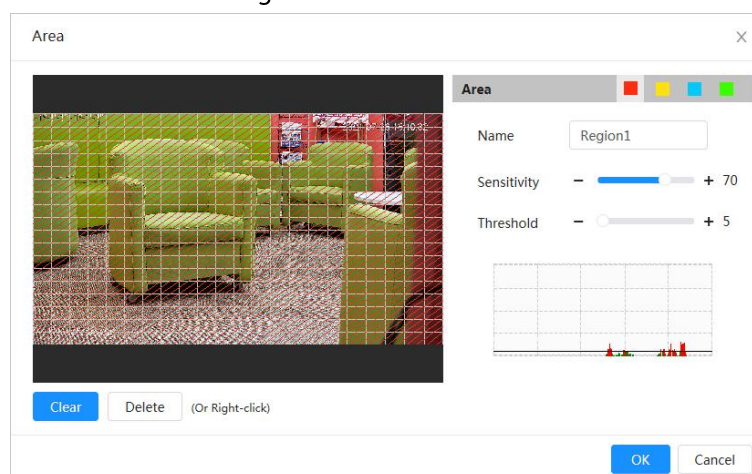 Area
Area
Name Region1
Sensitivity − + 70
Threshold − + 5
Clear Delete (Or Right-click)
OK Cancel